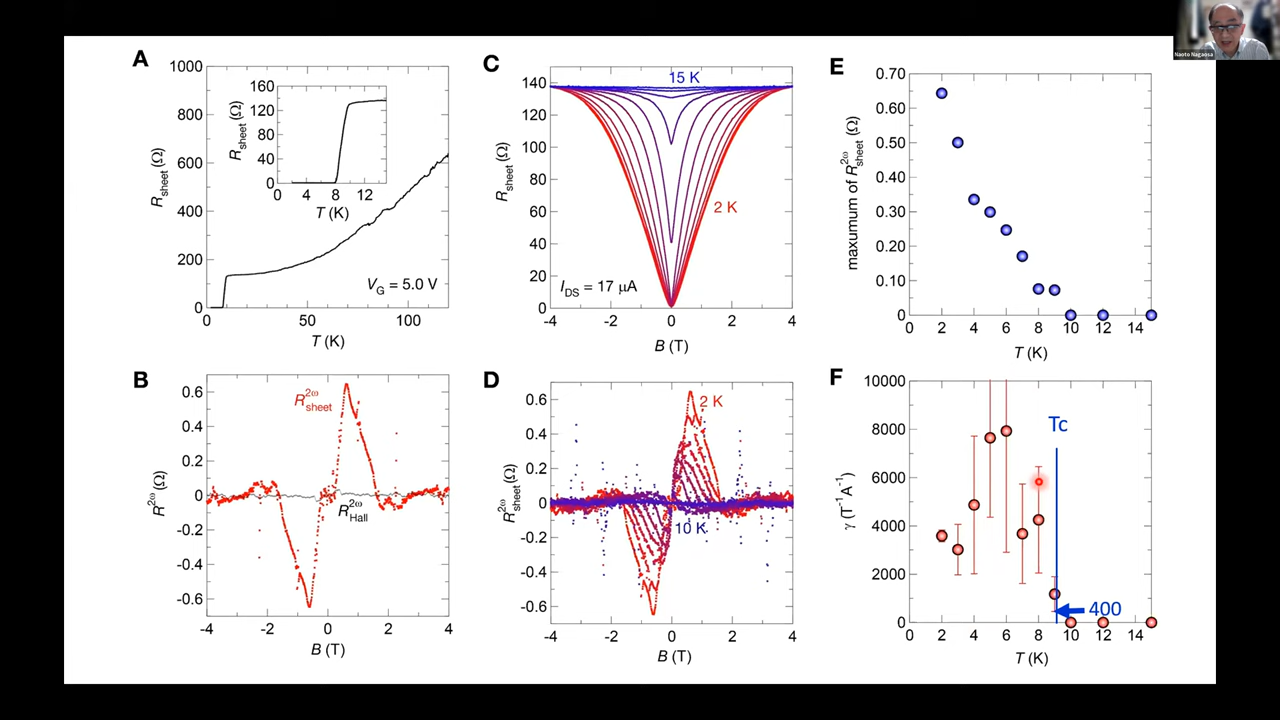 Naoto Nagaosa
A
1000
800
600
400
200
0
R_sheet (Ω)
0
50
100
T (K)
V_G = 5.0 V
160
120
80
40
0
R_sheet (Ω)
0
4
8
12
T (K)
C
140
120
100
80
60
40
20
0
R_sheet (Ω)
15 K
2 K
I_DS = 17 μA
-4
-2
0
2
4
B (T)
E
0.70
0.60
0.50
0.40
0.30
0.20
0.10
0
maxumum of R^2ω_sheet (Ω)
0
2
4
6
8
10
12
14
T (K)
B
0.6
0.4
0.2
0
-0.2
-0.4
-0.6
R^2ω (Ω)
R^2ω_sheet
R^2ω_Hall
-4
-2
0
2
4
B (T)
D
0.6
0.4
0.2
0
-0.2
-0.4
-0.6
R^2ω_sheet (Ω)
2 K
10 K
-4
-2
0
2
4
B (T)
F
10000
8000
6000
4000
2000
0
γ (T⁻¹A⁻¹)
Tc
400
0
2
4
6
8
10
12
14
T (K)